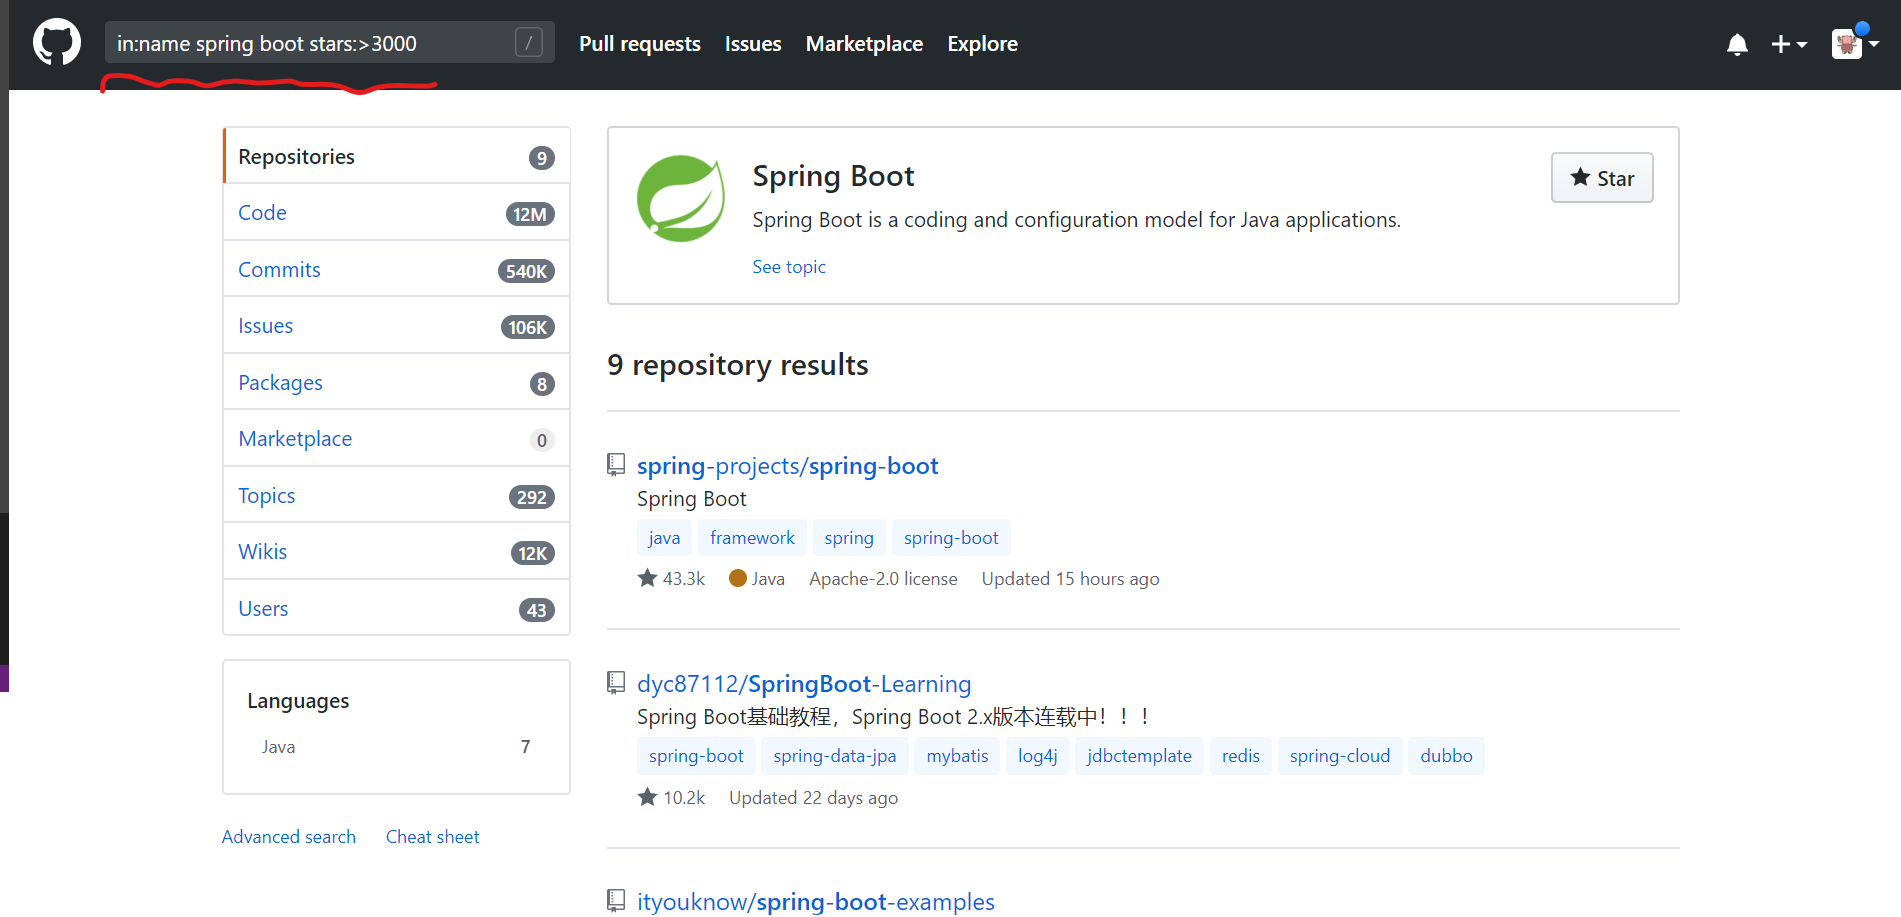 in:name spring boot stars:>3000 / Pull requests Issues Marketplace Explore
Repositories 9
Code 12M
Commits 540K
Issues 106K
Packages 8
Marketplace 0
Topics 292
Wikis 12K
Users 43
Languages
Java 7
Advanced search Cheat sheet
Spring Boot
Star
Spring Boot is a coding and configuration model for Java applications.
See topic
9 repository results
spring-projects/spring-boot
Spring Boot
java framework spring spring-boot
43.3k Java Apache-2.0 license Updated 15 hours ago
dyc87112/SpringBoot-Learning
Spring Boot基础教程，Spring Boot 2.x版本连载中！！！
spring-boot spring-data-jpa mybatis log4j jdbctemplate redis spring-cloud dubbo
10.2k Updated 22 days ago
ityouknow/spring-boot-examples